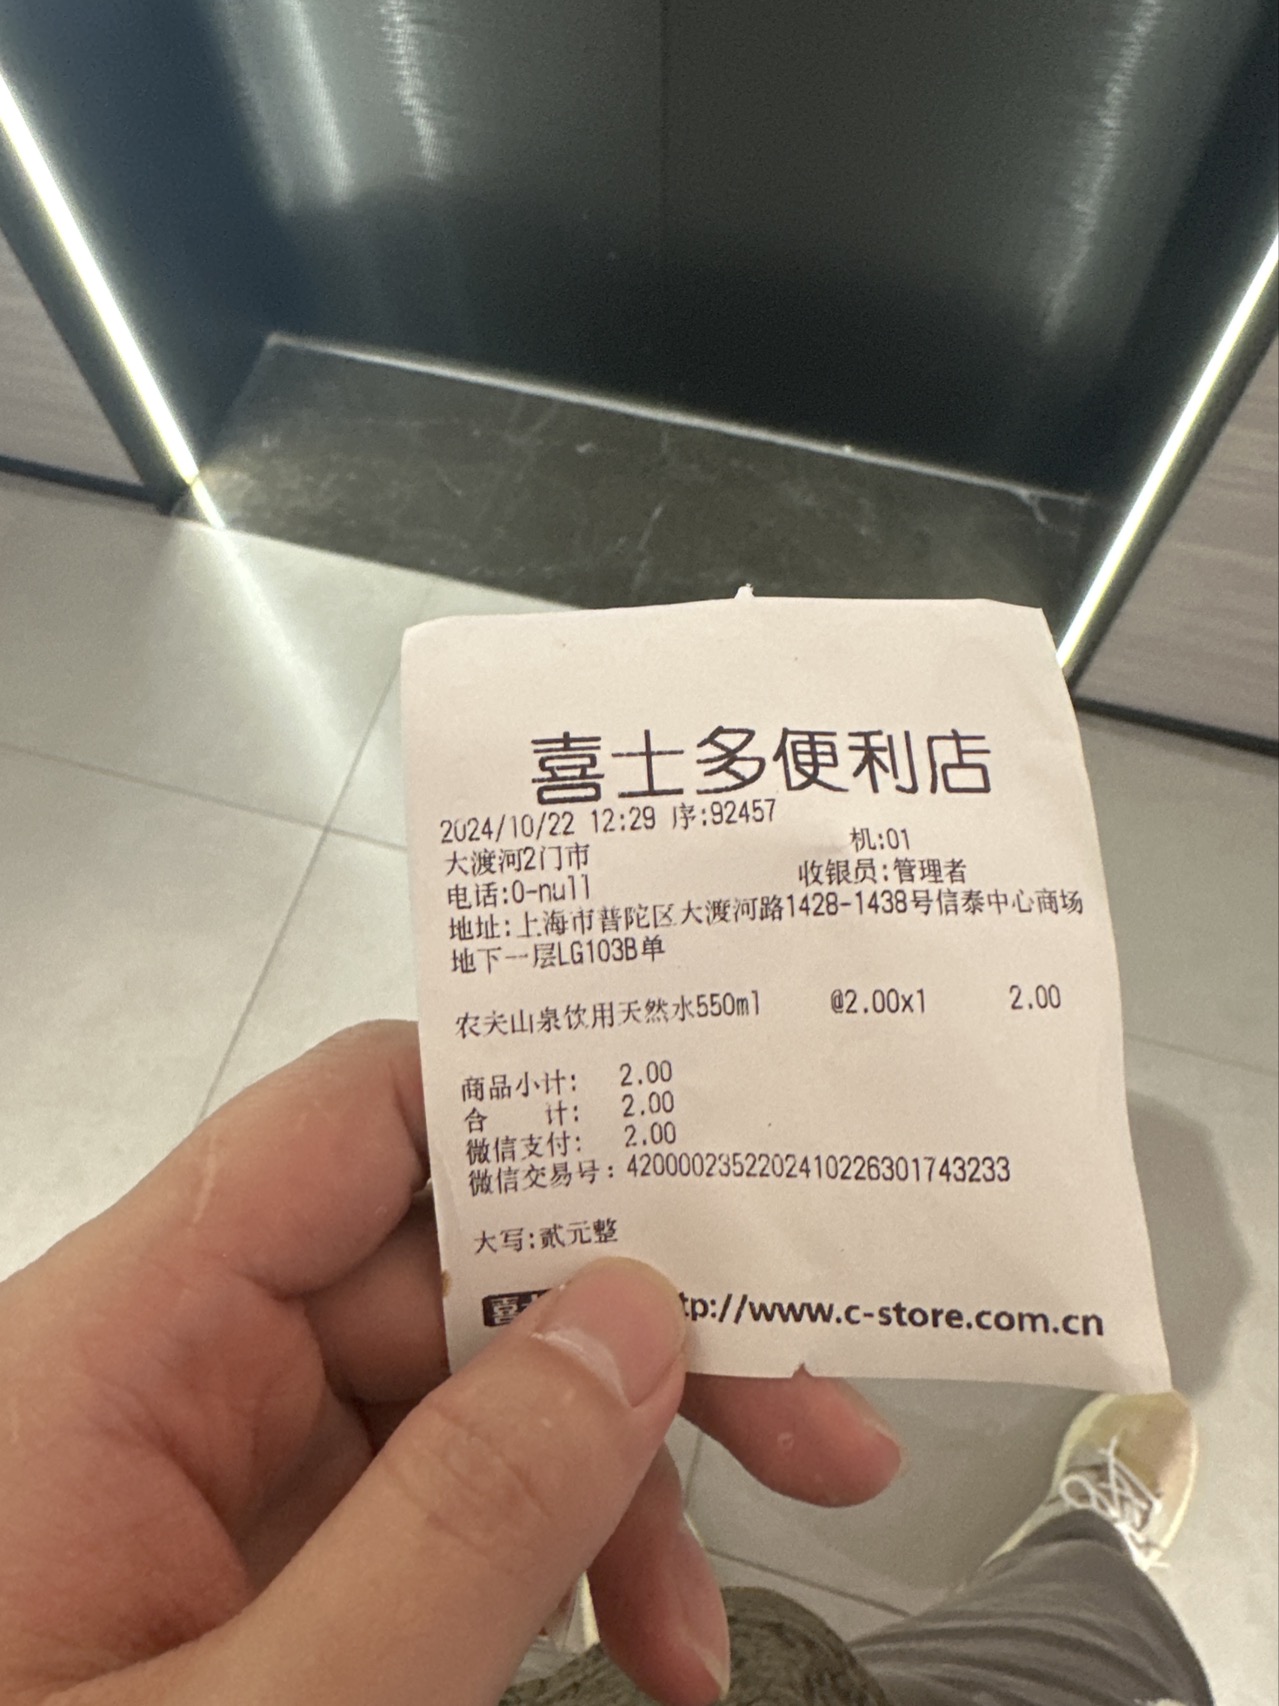 喜士多便利店
2024/10/22 12:29 序:92457
机:01
大渡河2门市
收银员:管理者
电话:0-null
地址:上海市普陀区大渡河路1428-1438号信泰中心商场
地下一层LG103B单
农夫山泉饮用天然水550ml @2.00x1 2.00
商品小计: 2.00
合 计: 2.00
微信支付: 2.00
微信交易号: 4200002352202410226301743233
大写:贰元整
喜 tp://www.c-store.com.cn